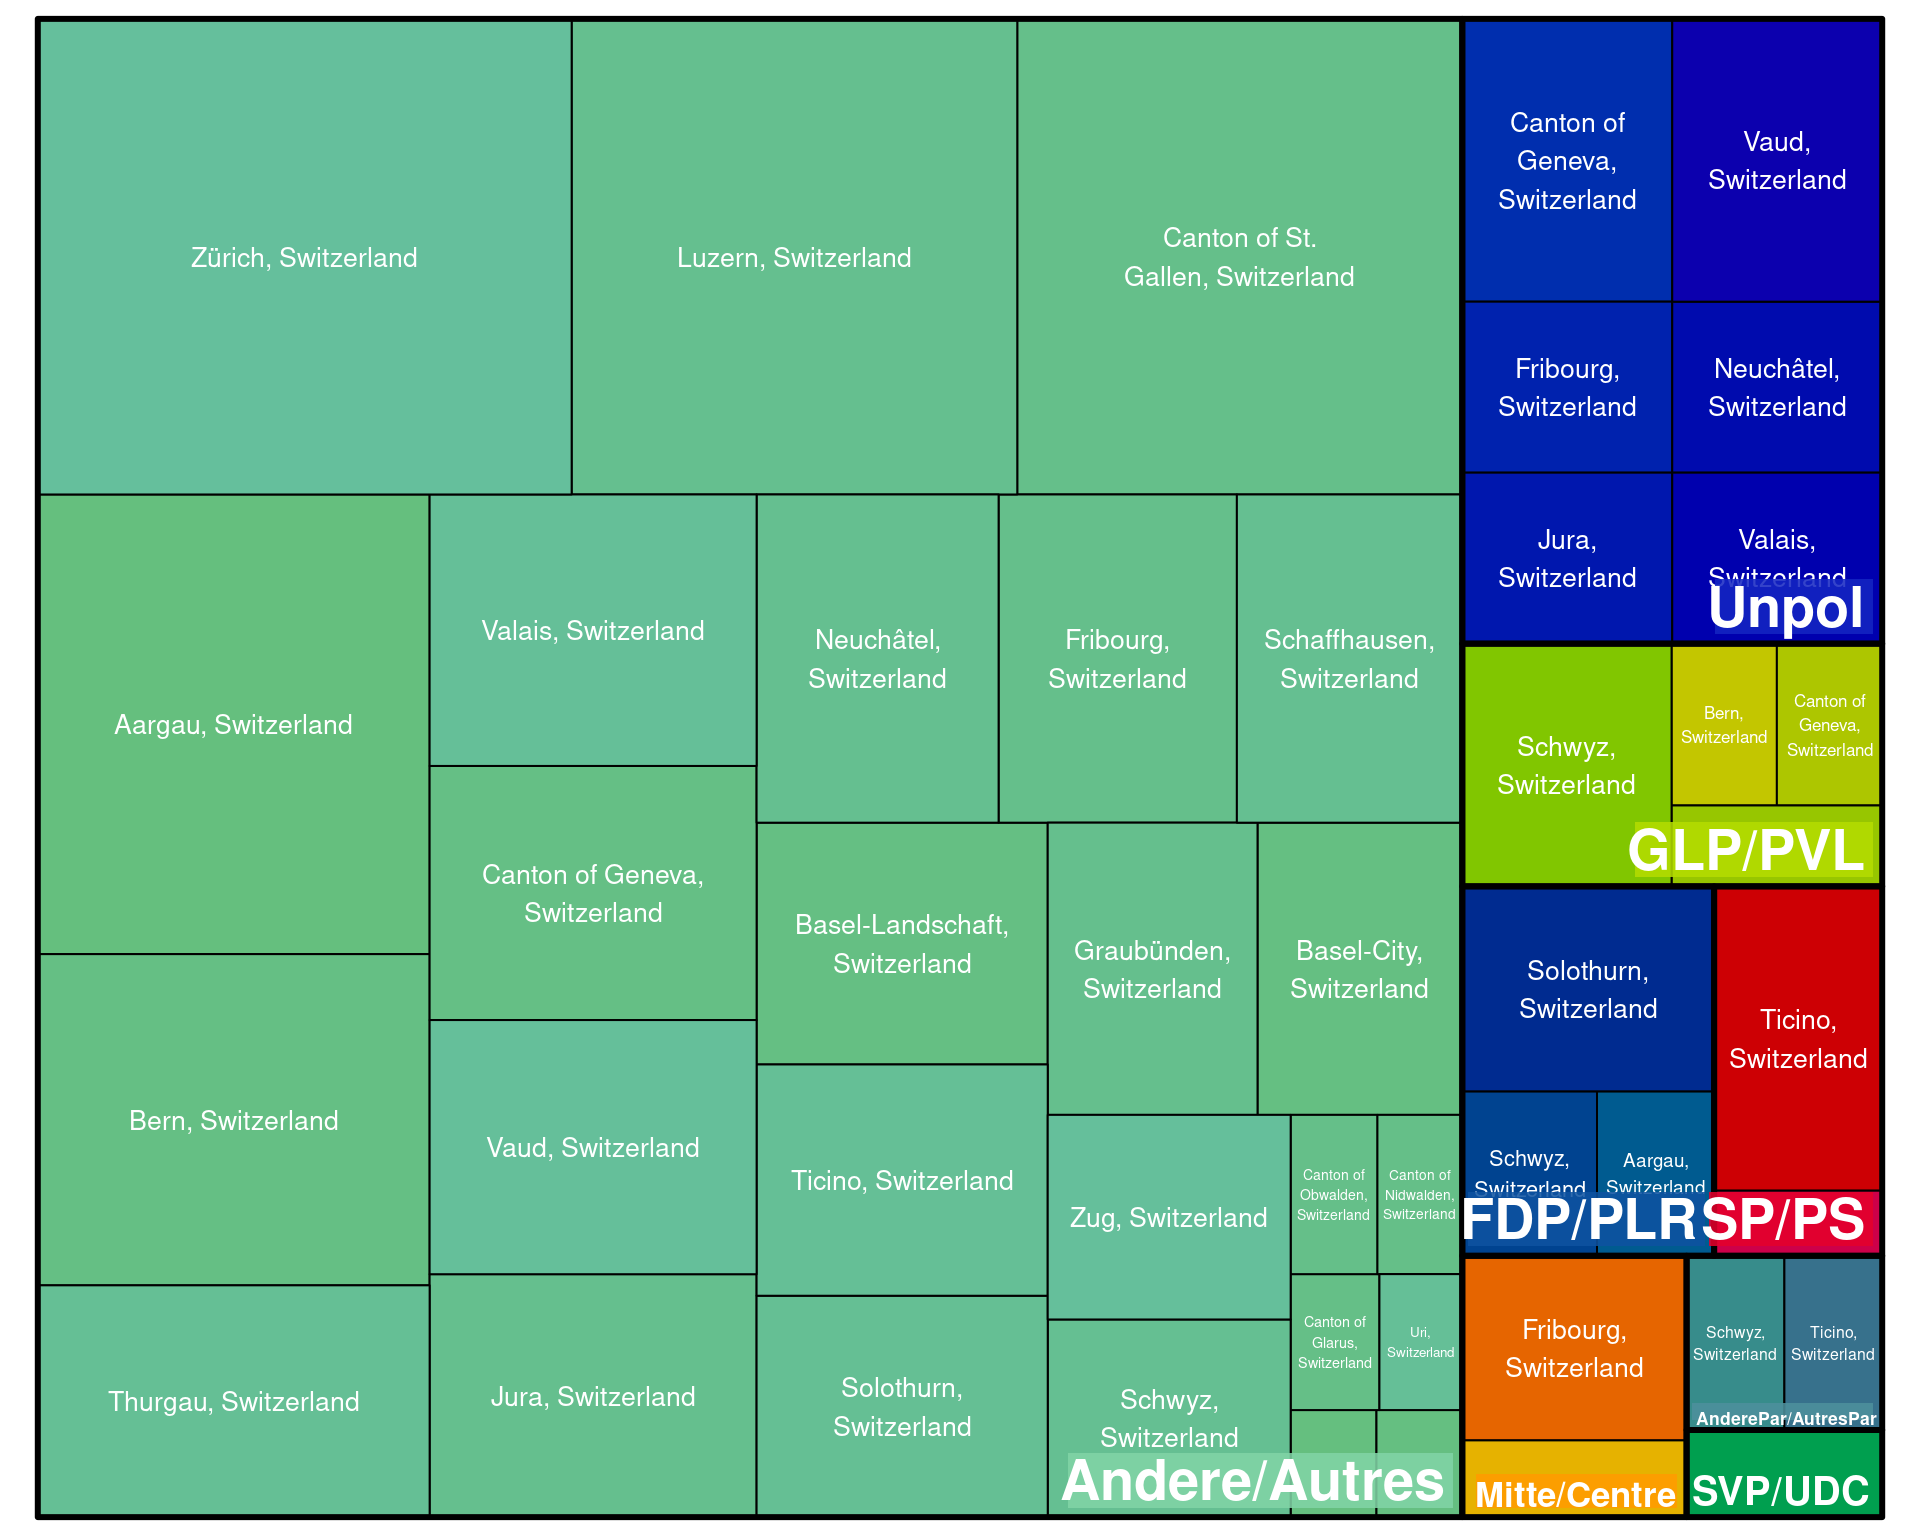 Zürich, Switzerland
Luzern, Switzerland
Canton of St.
Gallen, Switzerland
Aargau, Switzerland
Valais, Switzerland
Neuchâtel,
Switzerland
Fribourg,
Switzerland
Schaffhausen,
Switzerland
Canton of Geneva,
Switzerland
Basel-Landschaft,
Switzerland
Graubünden,
Switzerland
Basel-City,
Switzerland
Bern, Switzerland
Vaud, Switzerland
Ticino, Switzerland
Zug, Switzerland
Canton of
Obwalden,
Switzerland
Canton of
Nidwalden,
Switzerland
Canton of
Glarus,
Switzerland
Uri,
Switzerland
Thurgau, Switzerland
Jura, Switzerland
Solothurn,
Switzerland
Schwyz,
Switzerland
Andere/Autres
Canton of
Geneva,
Switzerland
Vaud,
Switzerland
Fribourg,
Switzerland
Neuchâtel,
Switzerland
Jura,
Switzerland
Valais,
Switzerland
Unpol
Schwyz,
Switzerland
Bern,
Switzerland
Canton of
Geneva,
Switzerland
GLP/PVL
Solothurn,
Switzerland
Schwyz,
Switzerland
Aargau,
Switzerland
FDP/PLR
Ticino,
Switzerland
SP/PS
Fribourg,
Switzerland
Mitte/Centre
Schwyz,
Switzerland
Ticino,
Switzerland
AnderePar/AutresPar
SVP/UDC